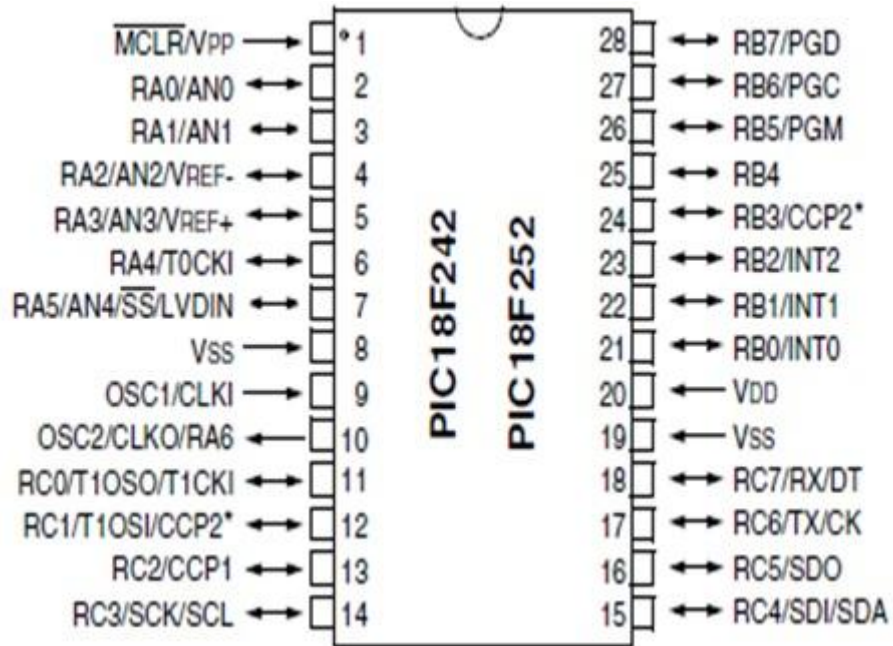 MCLR/VPP 1 28 RB7/PGD
RA0/AN0 2 27 RB6/PGC
RA1/AN1 3 26 RB5/PGM
RA2/AN2/VREF- 4 25 RB4
RA3/AN3/VREF+ 5 24 RB3/CCP2*
RA4/T0CKI 6 23 RB2/INT2
RA5/AN4/SS/LVDIN 7 22 RB1/INT1
VSS 8 21 RB0/INT0
OSC1/CLKI 9 20 VDD
OSC2/CLKO/RA6 10 19 VSS
RC0/T1OSO/T1CKI 11 18 RC7/RX/DT
RC1/T1OSI/CCP2* 12 17 RC6/TX/CK
RC2/CCP1 13 16 RC5/SDO
RC3/SCK/SCL 14 15 RC4/SDI/SDA
PIC18F242
PIC18F252